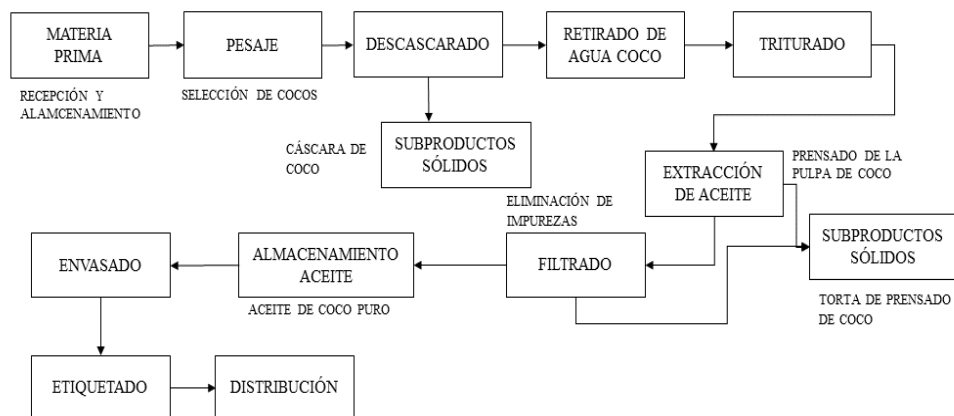 MATERIA
PRIMA
PESAJE
DESCASCARADO
RETIRADO DE
AGUA COCO
TRITURADO
RECEPCIÓN Y
ALAMCENAMIENTO
SELECCIÓN DE COCOS
CÁSCARA DE
COCO
SUBPRODUCTOS
SÓLIDOS
EXTRACCIÓN
DE ACEITE
PRENSADO DE LA
PULPA DE COCO
ELIMINACIÓN DE
IMPUREZAS
ENVASADO
ALMACENAMIENTO
ACEITE
FILTRADO
SUBPRODUCTOS
SÓLIDOS
ACEITE DE COCO PURO
TORTA DE PRENSADO
DE COCO
ETIQUETADO
DISTRIBUCIÓN